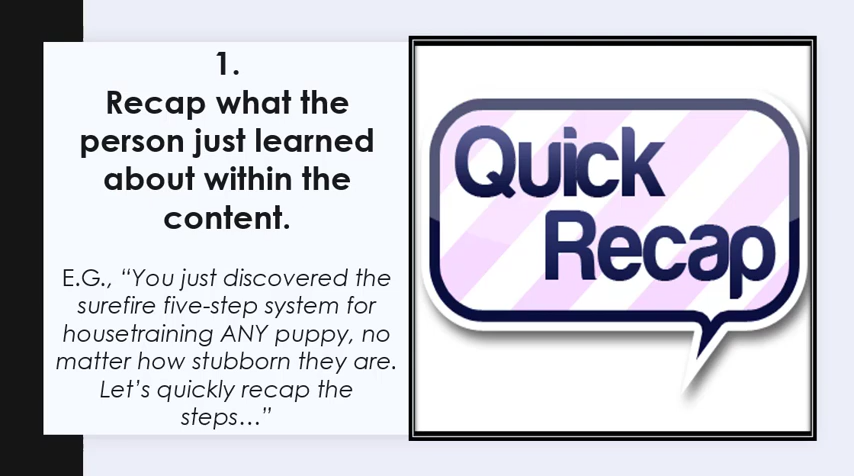 1.
Recap what the
person just learned
about within the
content.
E.G., “You just discovered the
surefire five-step system for
housetraining ANY puppy, no
matter how stubborn they are.
Let’s quickly recap the
steps…”
Quick
Recap